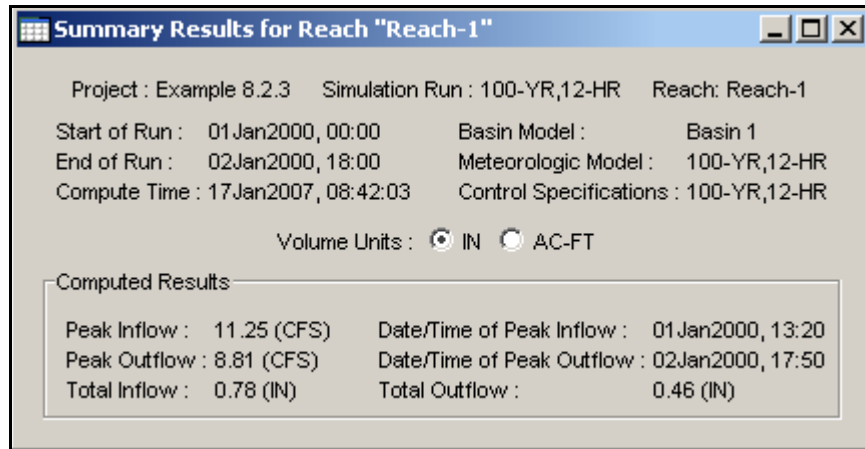 Summary Results for Reach "Reach-1"
Project : Example 8.2.3 Simulation Run : 100-YR,12-HR Reach: Reach-1
Start of Run : 01Jan2000, 00:00 Basin Model : Basin 1
End of Run : 02Jan2000, 18:00 Meteorologic Model : 100-YR,12-HR
Compute Time : 17Jan2007, 08:42:03 Control Specifications : 100-YR,12-HR
Volume Units : IN AC-FT
Computed Results
Peak Inflow : 11.25 (CFS) Date/Time of Peak Inflow : 01Jan2000, 13:20
Peak Outflow : 8.81 (CFS) Date/Time of Peak Outflow : 02Jan2000, 17:50
Total Inflow : 0.78 (IN) Total Outflow : 0.46 (IN)